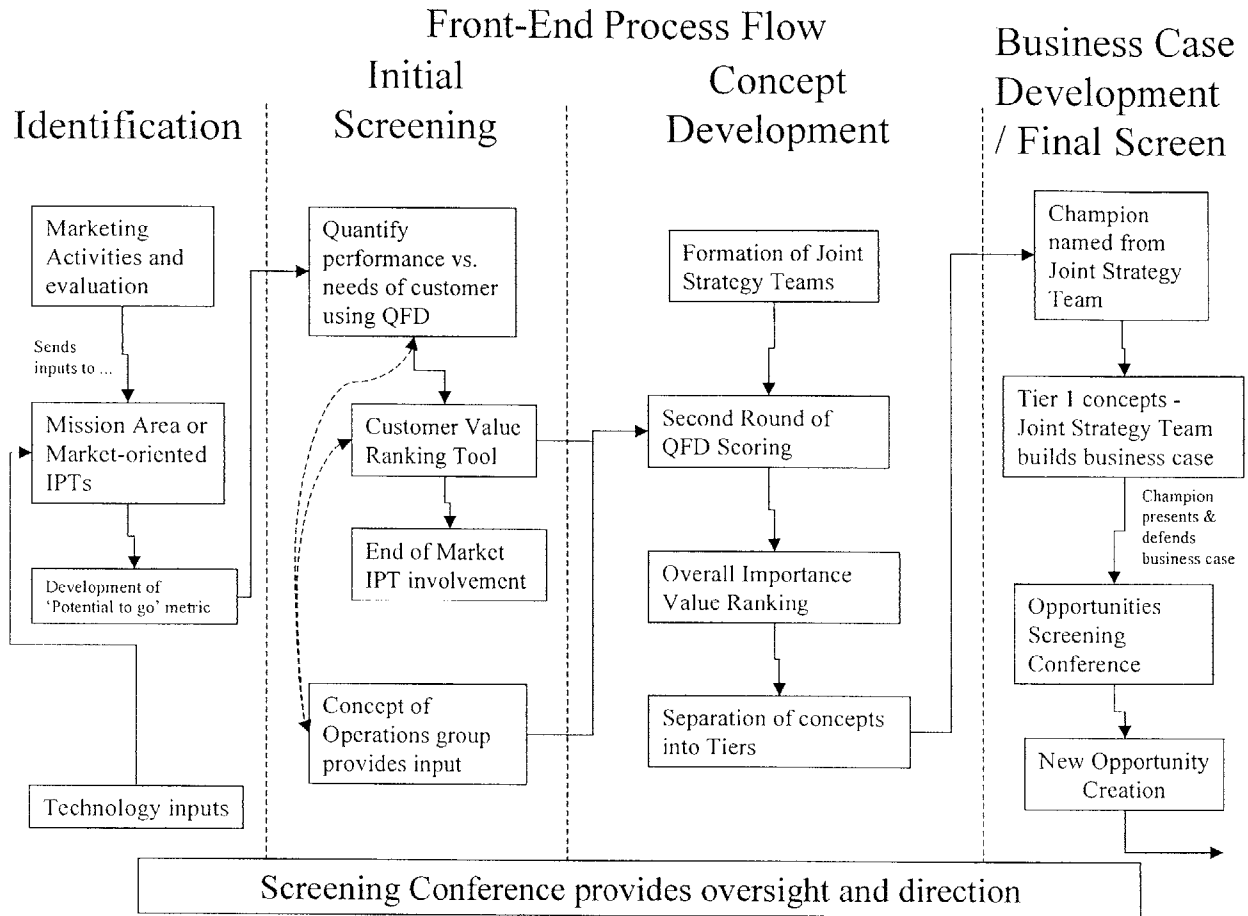 Front-End Process Flow
Identification
Initial
Screening
Concept
Development
Business Case
Development
/ Final Screen
Marketing
Activities and
evaluation
Sends
inputs to ...
Mission Area or
Market-oriented
IPTs
Development of
‘Potential to go’ metric
Technology inputs
Quantify
performance vs.
needs of customer
using QFD
Customer Value
Ranking Tool
End of Market
IPT involvement
Concept of
Operations group
provides input
Formation of Joint
Strategy Teams
Second Round of
QFD Scoring
Overall Importance
Value Ranking
Separation of concepts
into Tiers
Champion
named from
Joint Strategy
Team
Tier 1 concepts -
Joint Strategy Team
builds business case
Champion
presents &
defends
business case
Opportunities
Screening
Conference
New Opportunity
Creation
Screening Conference provides oversight and direction